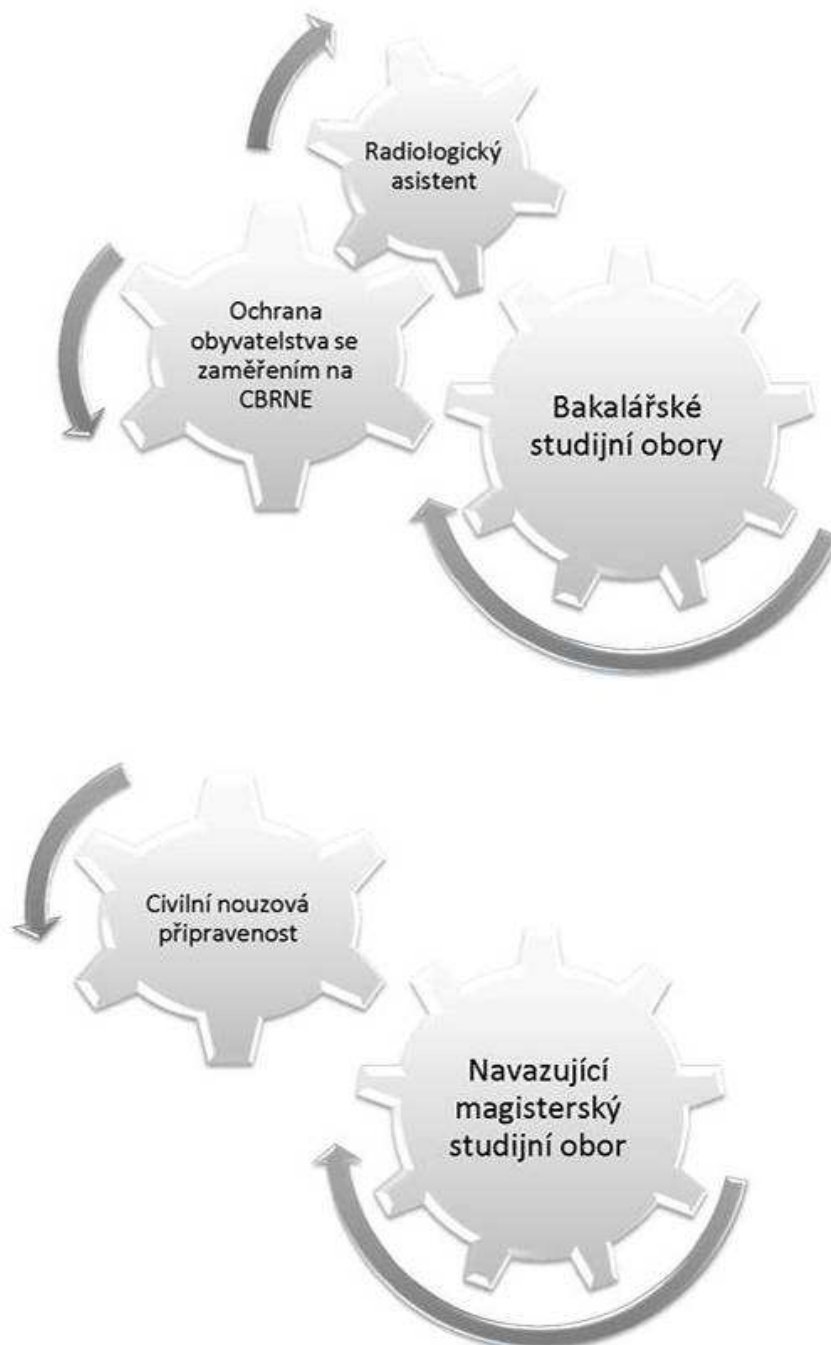 Radiologický
asistent
Ochrana
obyvatelstva se
zaměřením na
CBRNE
Bakalářské
studijní obory
Civilní nouzová
připravenost
Navazující
magisterský
studijní obor